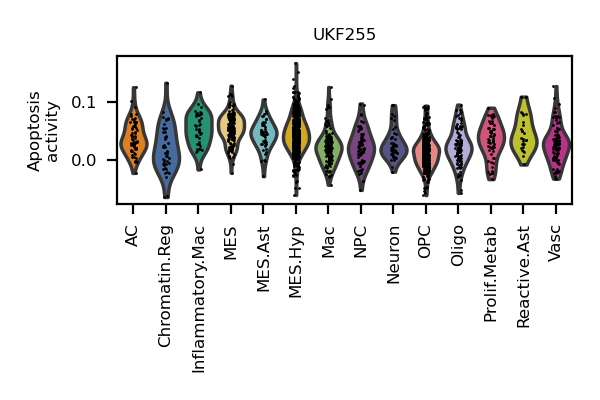 UKF255
Apoptosis
activity
0.1
0.0
AC
Chromatin.Reg
Inflammatory.Mac
MES
MES.Ast
MES.Hyp
Mac
NPC
Neuron
OPC
Oligo
Prolif.Metab
Reactive.Ast
Vasc